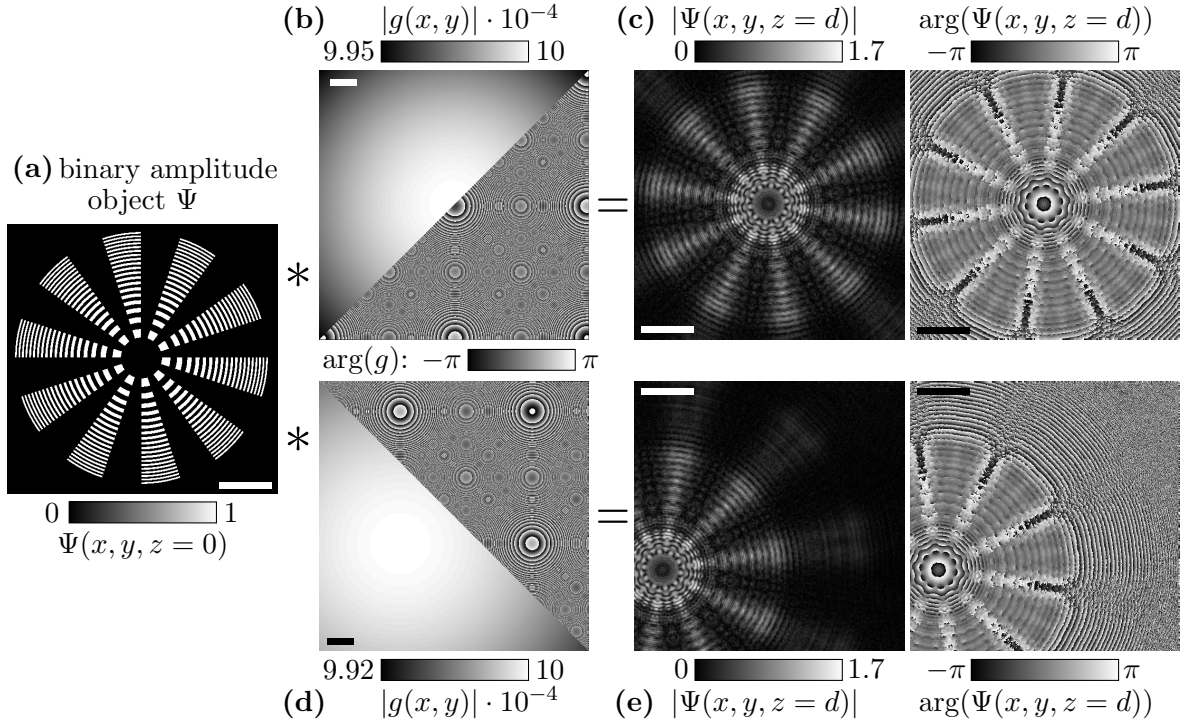 (b) |g(x, y)| · 10⁻⁴
9.95 10
(c) |Ψ(x, y, z = d)|
0 1.7
arg(Ψ(x, y, z = d))
−π π
(a) binary amplitude
object Ψ
0 1
Ψ(x, y, z = 0)
*
=
arg(g): −π π
*
=
9.92 10
(d) |g(x, y)| · 10⁻⁴
0 1.7
(e) |Ψ(x, y, z = d)|
−π π
arg(Ψ(x, y, z = d))